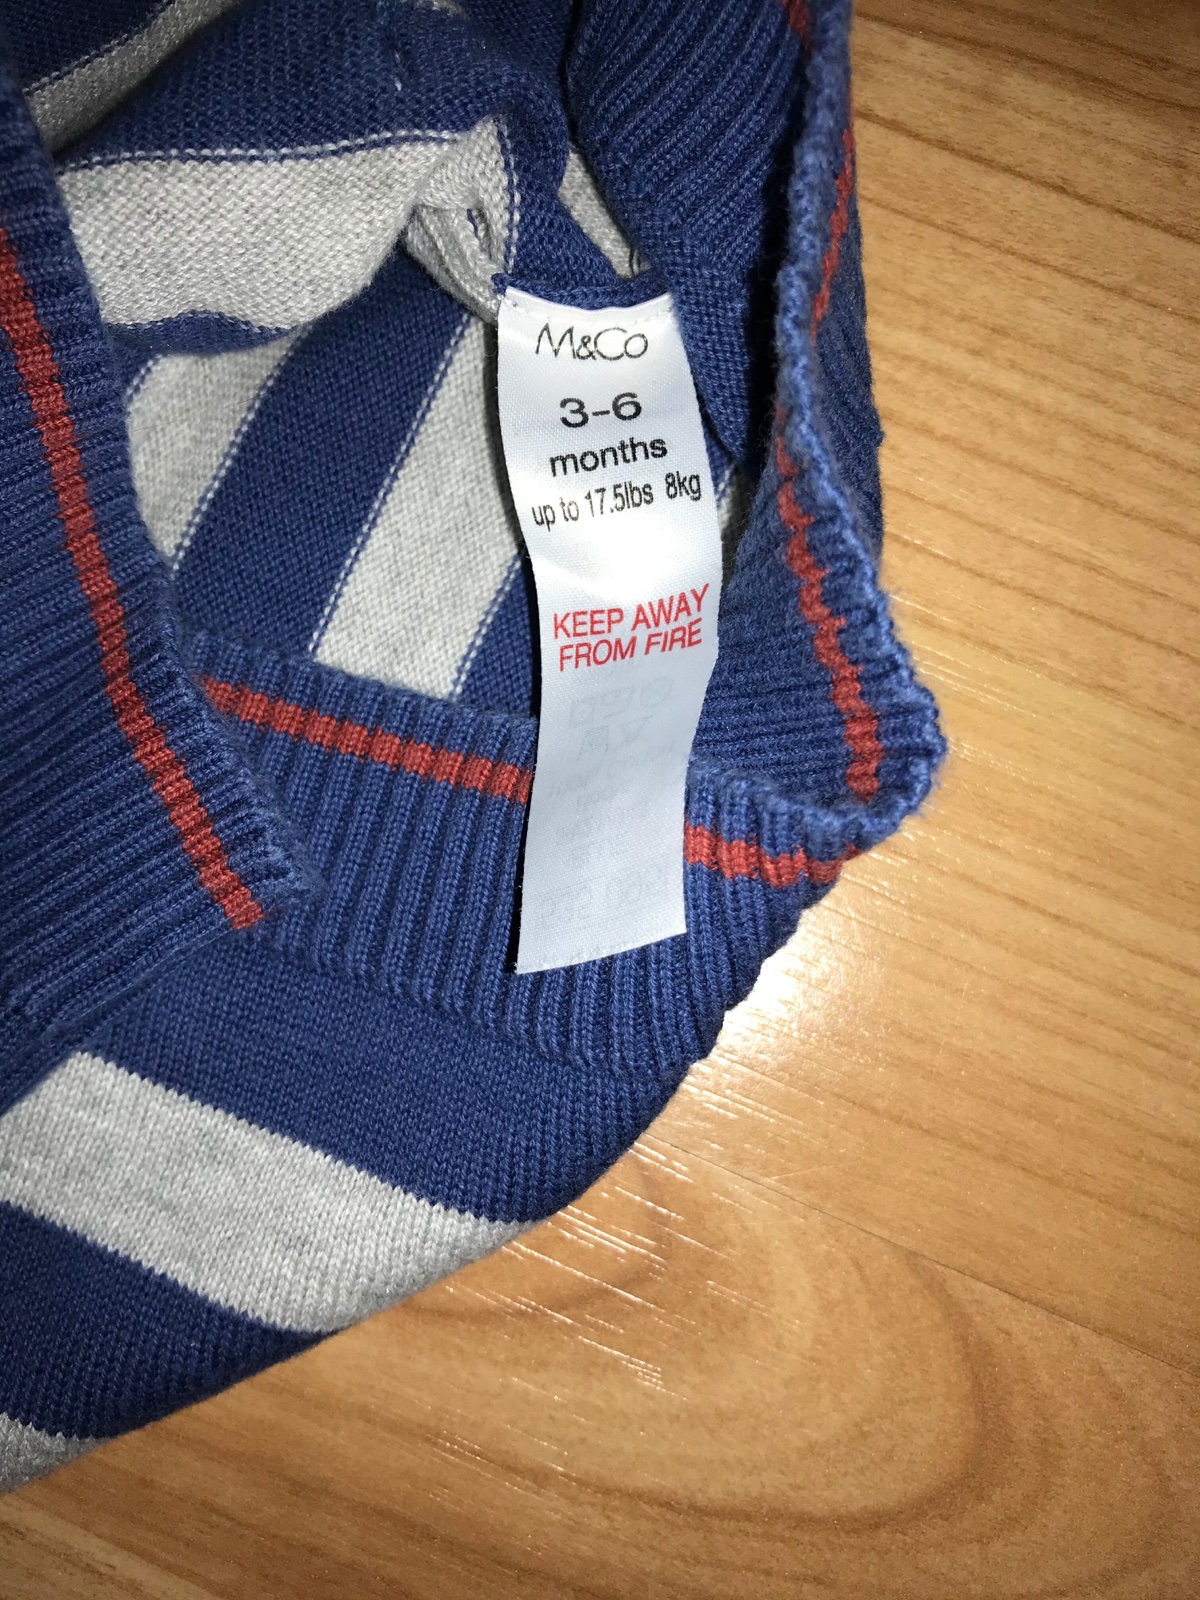 M&Co
3-6
months
up to 17.5lbs 8kg
KEEP AWAY
FROM FIRE